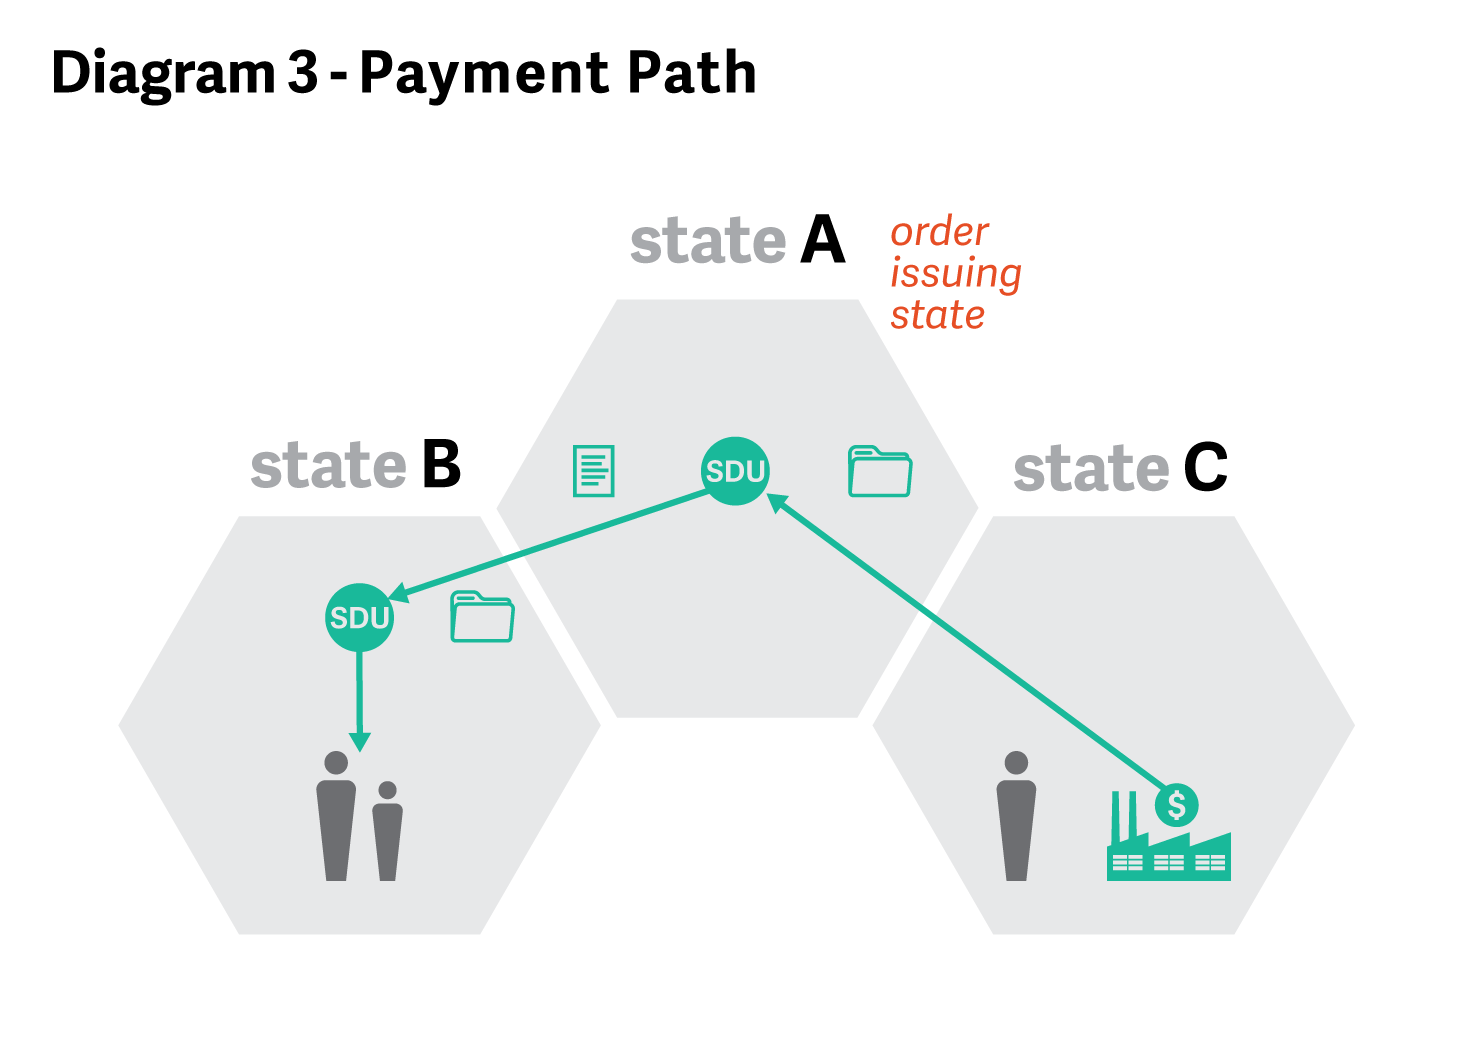 Diagram 3 - Payment Path
state A
order
issuing
state
state B
state C
SDU
SDU
$